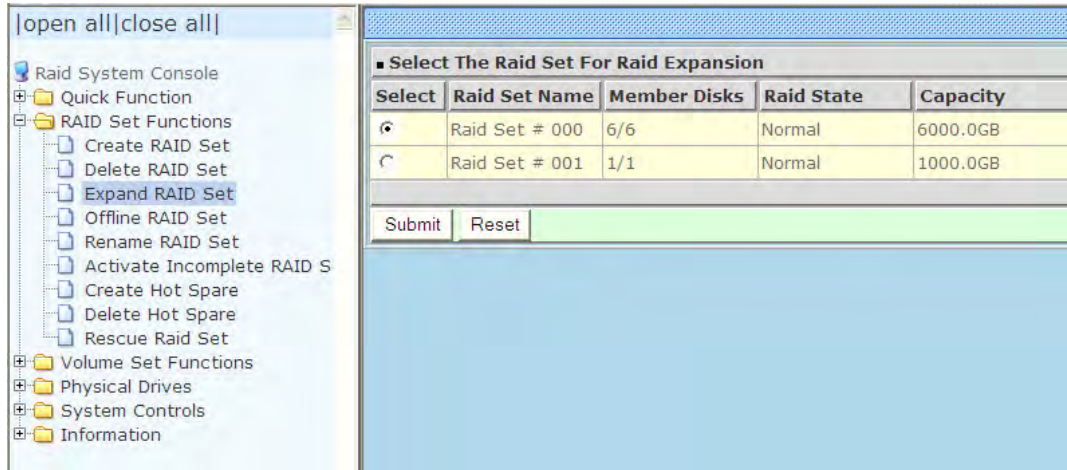 |open all|close all|
Raid System Console
Quick Function
RAID Set Functions
Create RAID Set
Delete RAID Set
Expand RAID Set
Offline RAID Set
Rename RAID Set
Activate Incomplete RAID S
Create Hot Spare
Delete Hot Spare
Rescue Raid Set
Volume Set Functions
Physical Drives
System Controls
Information
Select The Raid Set For Raid Expansion
Select Raid Set Name Member Disks Raid State Capacity
Raid Set # 000 6/6 Normal 6000.0GB
Raid Set # 001 1/1 Normal 1000.0GB
Submit Reset